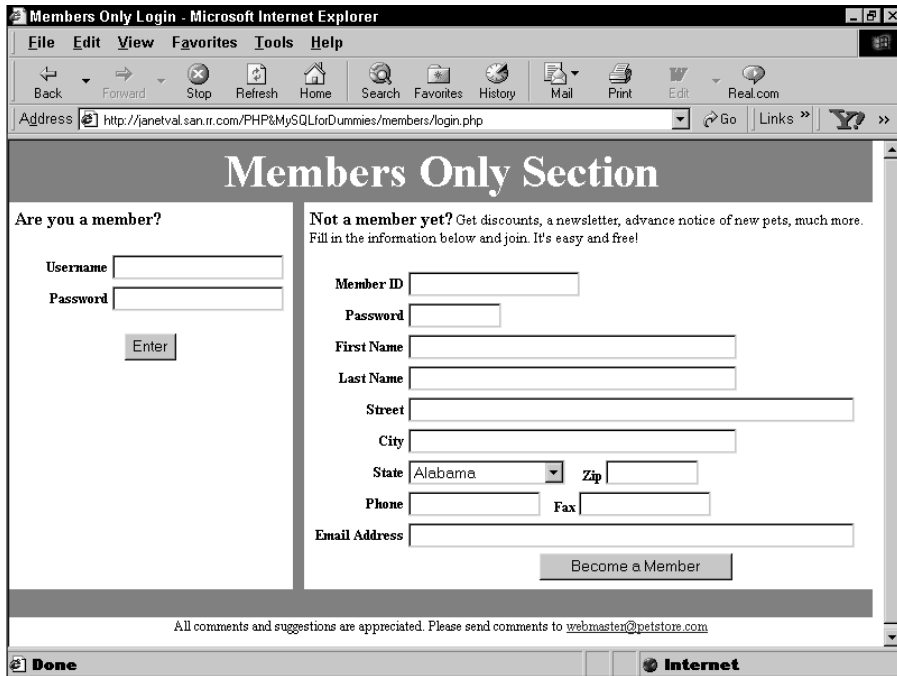 Members Only Login - Microsoft Internet Explorer
File Edit View Favorites Tools Help
Back Forward Stop Refresh Home Search Favorites History Mail Print Edit Real.com
Address http://janetval.san.rr.com/PHP&MySQLforDummies/members/login.php Go Links » Y? »
Members Only Section
Are you a member?
Username
Password
Enter
Not a member yet? Get discounts, a newsletter, advance notice of new pets, much more.
Fill in the information below and join. It's easy and free!
Member ID
Password
First Name
Last Name
Street
City
State Alabama Zip
Phone Fax
Email Address
Become a Member
All comments and suggestions are appreciated. Please send comments to webmaster@petstore.com
Done Internet